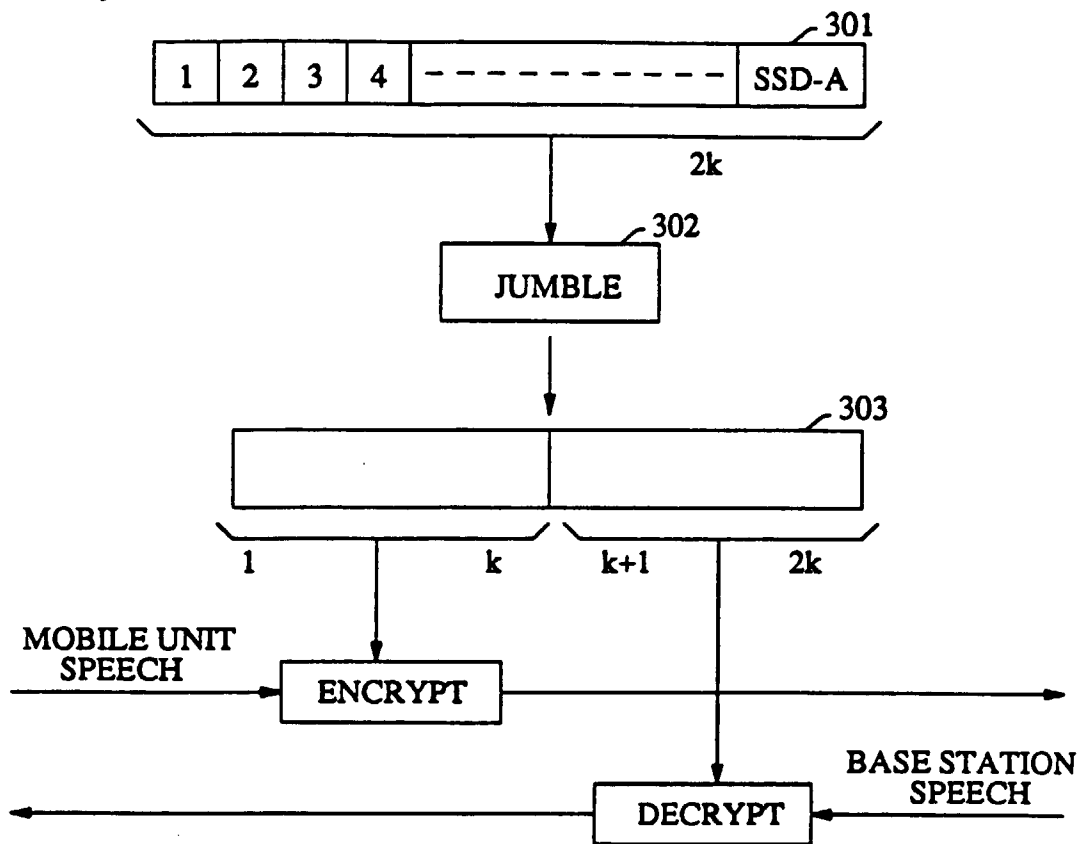 301
1 2 3 4 SSD-A
2k
302
JUMBLE
303
1 k k+1 2k
MOBILE UNIT
SPEECH
ENCRYPT
BASE STATION
SPEECH
DECRYPT